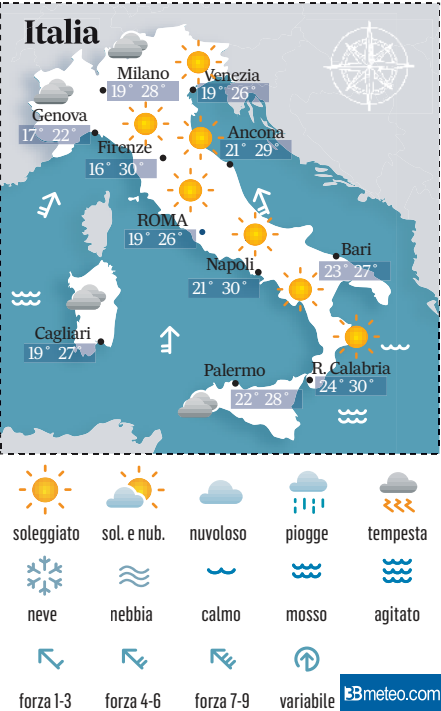 Italia
Milano
19° 28°
Venezia
19° 26°
Genova
17° 22°
Firenze
16° 30°
Ancona
21° 29°
ROMA
19° 26°
Napoli
21° 30°
Bari
23° 27°
Cagliari
19° 27°
Palermo
22° 28°
R. Calabria
24° 30°
soleggiato sol. e nub. nuvoloso piogge tempesta
neve nebbia calmo mosso agitato
forza 1-3 forza 4-6 forza 7-9 variabile
3Bmeteo.com